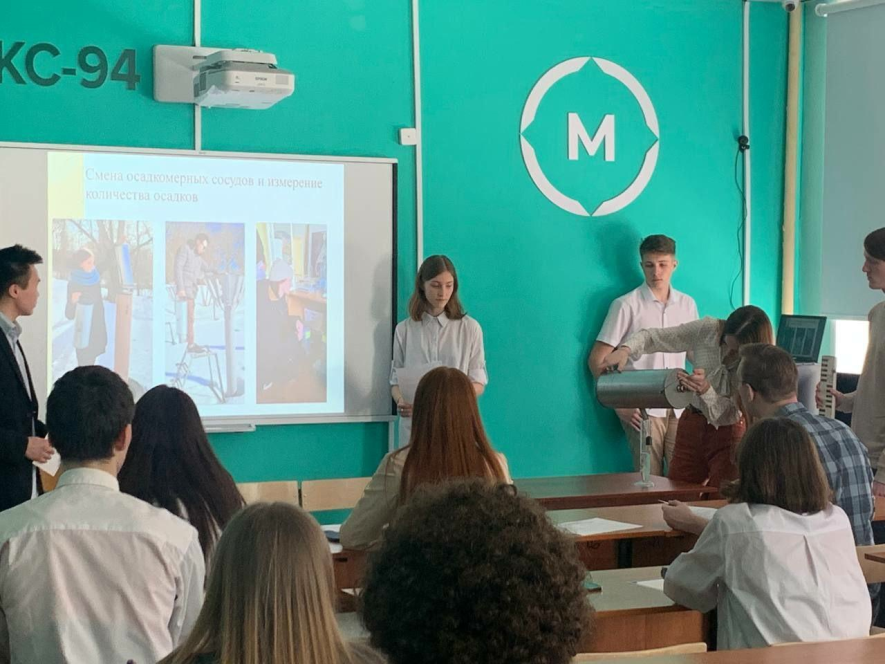 КС-94
Смена осадкомерных сосудов и измерение
количества осадков
М